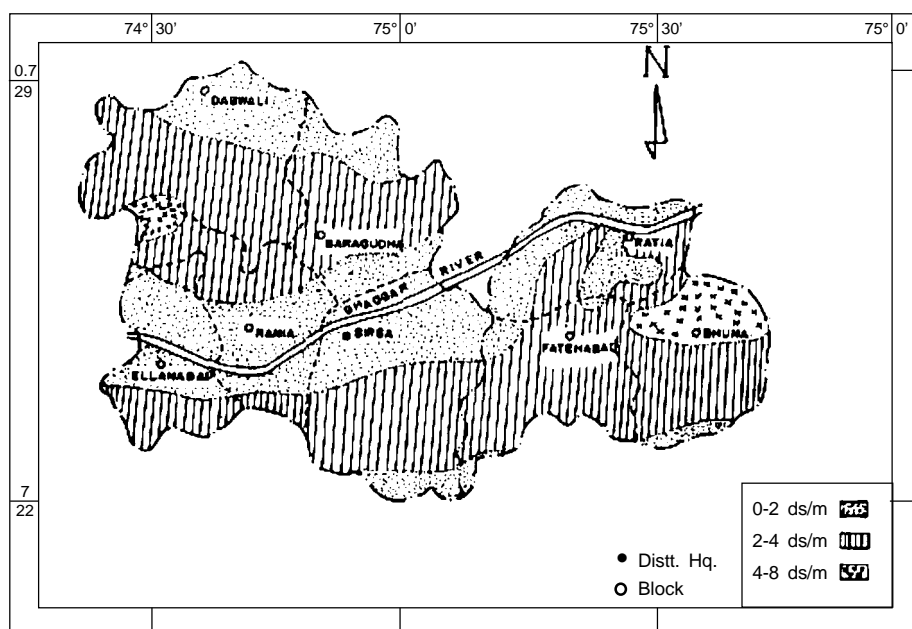 74° 30' 75° 0' 75° 30' 75° 0'
0.7
29
N
DABWALI
BARAGUDHA
GHAGGAR RIVER
RATIA
RANIA
SIRSA
BHUNA
FATEHABAD
ELLANABAD
7
22
0-2 ds/m
2-4 ds/m
4-8 ds/m
Distt. Hq.
Block